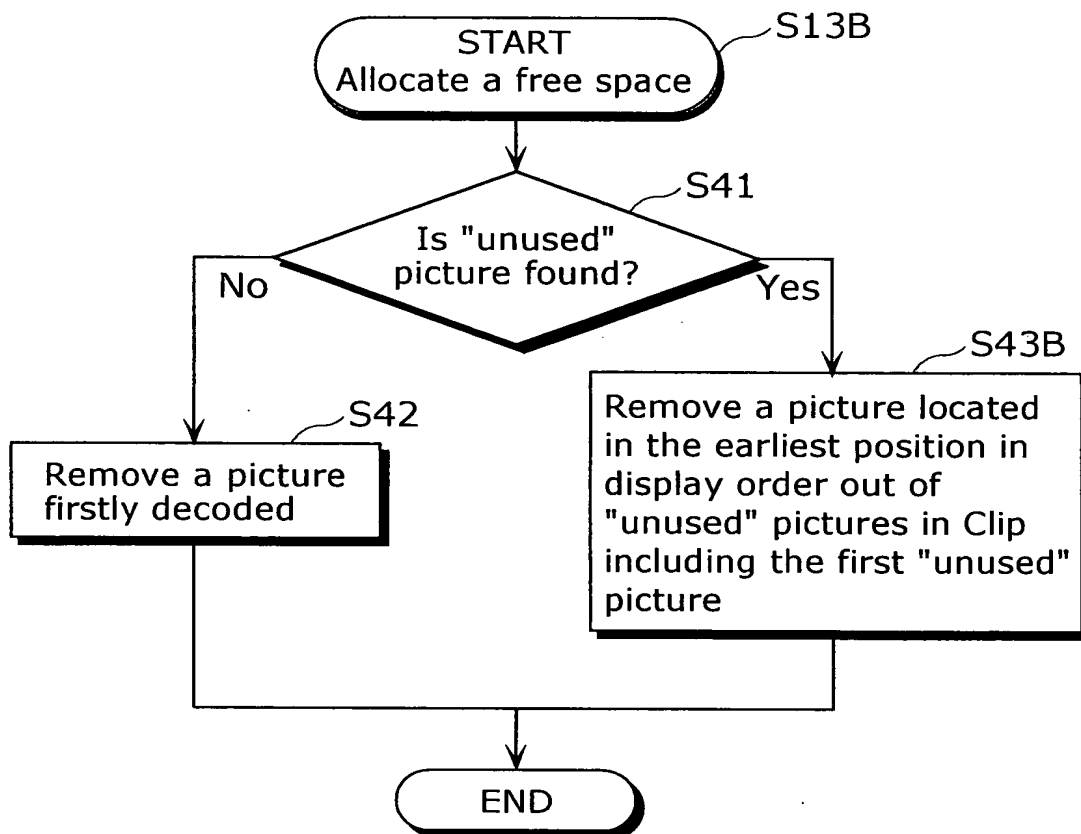 START
Allocate a free space
S13B
S41
Is "unused"
picture found?
No
Yes
S42
Remove a picture
firstly decoded
S43B
Remove a picture located
in the earliest position in
display order out of
"unused" pictures in Clip
including the first "unused"
picture
END